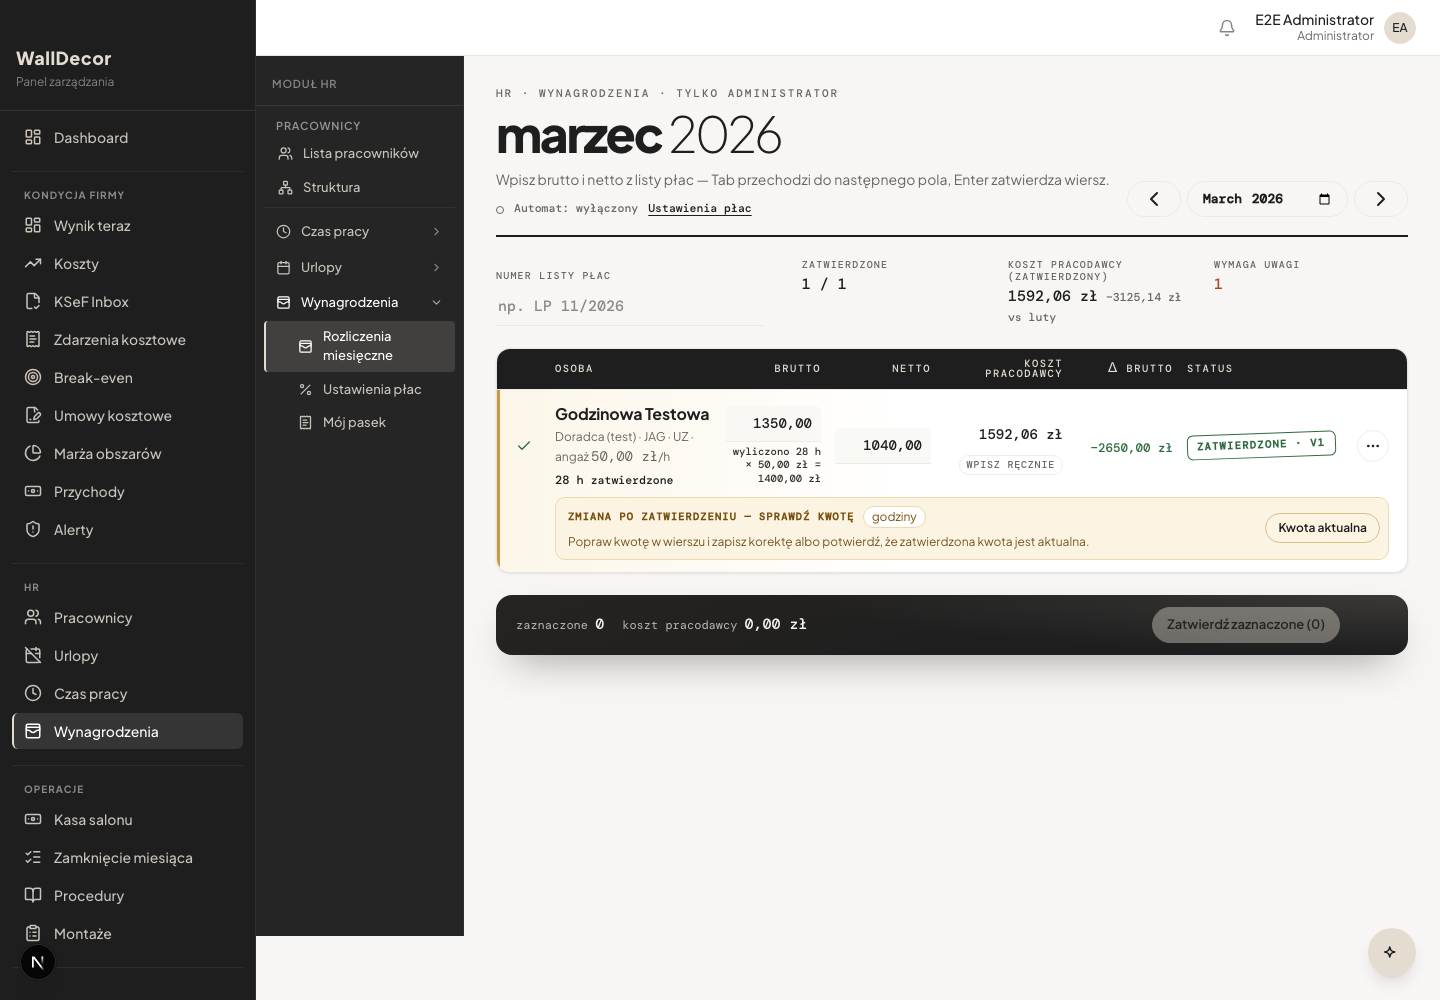 WallDecor
Panel zarządzania
Dashboard
KONDYCJA FIRMY
Wynik teraz
Koszty
KSeF Inbox
Zdarzenia kosztowe
Break-even
Umowy kosztowe
Marża obszarów
Przychody
Alerty
HR
Pracownicy
Urlopy
Czas pracy
Wynagrodzenia
OPERACJE
Kasa salonu
Zamknięcie miesiąca
Procedury
Montaże
N
MODUŁ HR
PRACOWNICY
Lista pracowników
Struktura
Czas pracy
Urlopy
Wynagrodzenia
Rozliczenia
miesięczne
Ustawienia płac
Mój pasek
E2E Administrator
Administrator
EA
HR · WYNAGRODZENIA · TYLKO ADMINISTRATOR
marzec 2026
Wpisz brutto i netto z listy płac — Tab przechodzi do następnego pola, Enter zatwierdza wiersz.
Automat: wyłączony Ustawienia płac
March 2026
NUMER LISTY PŁAC
np. LP 11/2026
ZATWIERDZONE
1 / 1
KOSZT PRACODAWCY
(ZATWIERDZONY)
1592,06 zł −3125,14 zł
vs luty
WYMAGA UWAGI
1
OSOBA BRUTTO NETTO KOSZT PRACODAWCY Δ BRUTTO STATUS
Godzinowa Testowa
Doradca (test) · JAG · UZ ·
angaż 50,00 zł/h
28 h zatwierdzone
1350,00
wyliczono 28 h
× 50,00 zł =
1400,00 zł
1040,00
1592,06 zł
WPISZ RĘCZNIE
−2650,00 zł
ZATWIERDZONE · V1
ZMIANA PO ZATWIERDZENIU — SPRAWDŹ KWOTĘ godziny
Popraw kwotę w wierszu i zapisz korektę albo potwierdź, że zatwierdzona kwota jest aktualna.
Kwota aktualna
zaznaczone 0 koszt pracodawcy 0,00 zł
Zatwierdź zaznaczone (0)